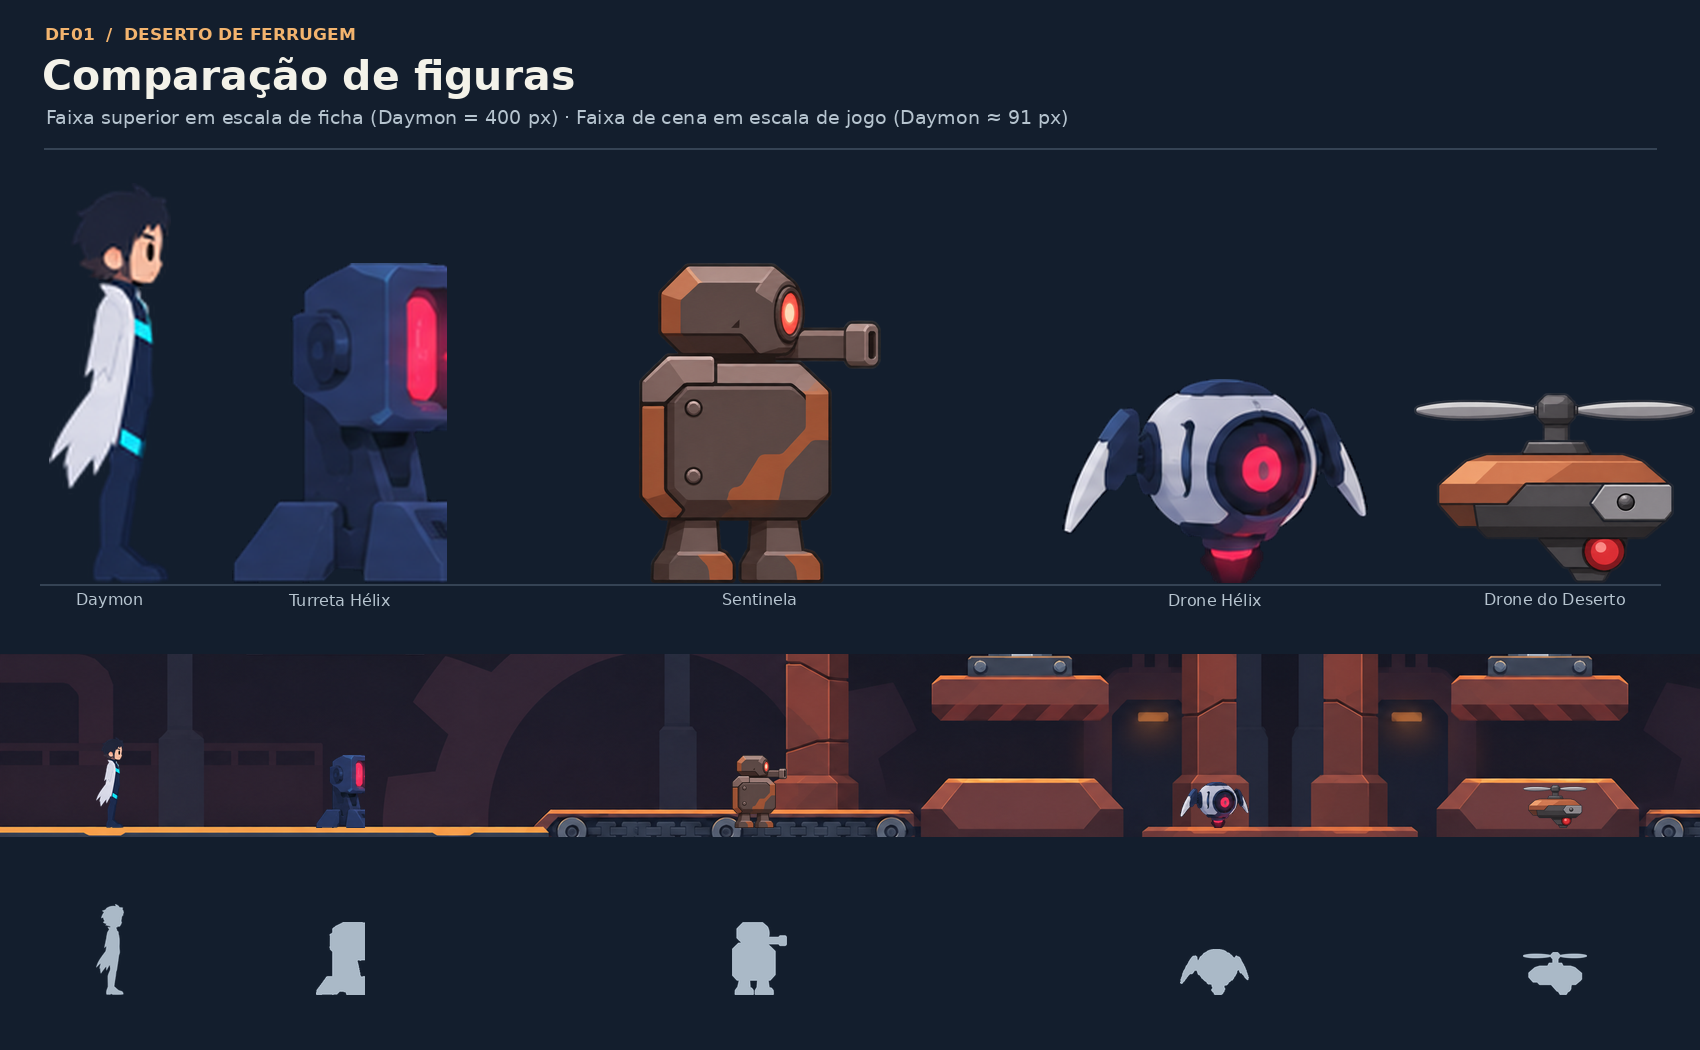 DF01 / DESERTO DE FERRUGEM
Comparação de figuras
Faixa superior em escala de ficha (Daymon = 400 px) · Faixa de cena em escala de jogo (Daymon ≈ 91 px)
Daymon
Turreta Hélix
Sentinela
Drone Hélix
Drone do Deserto